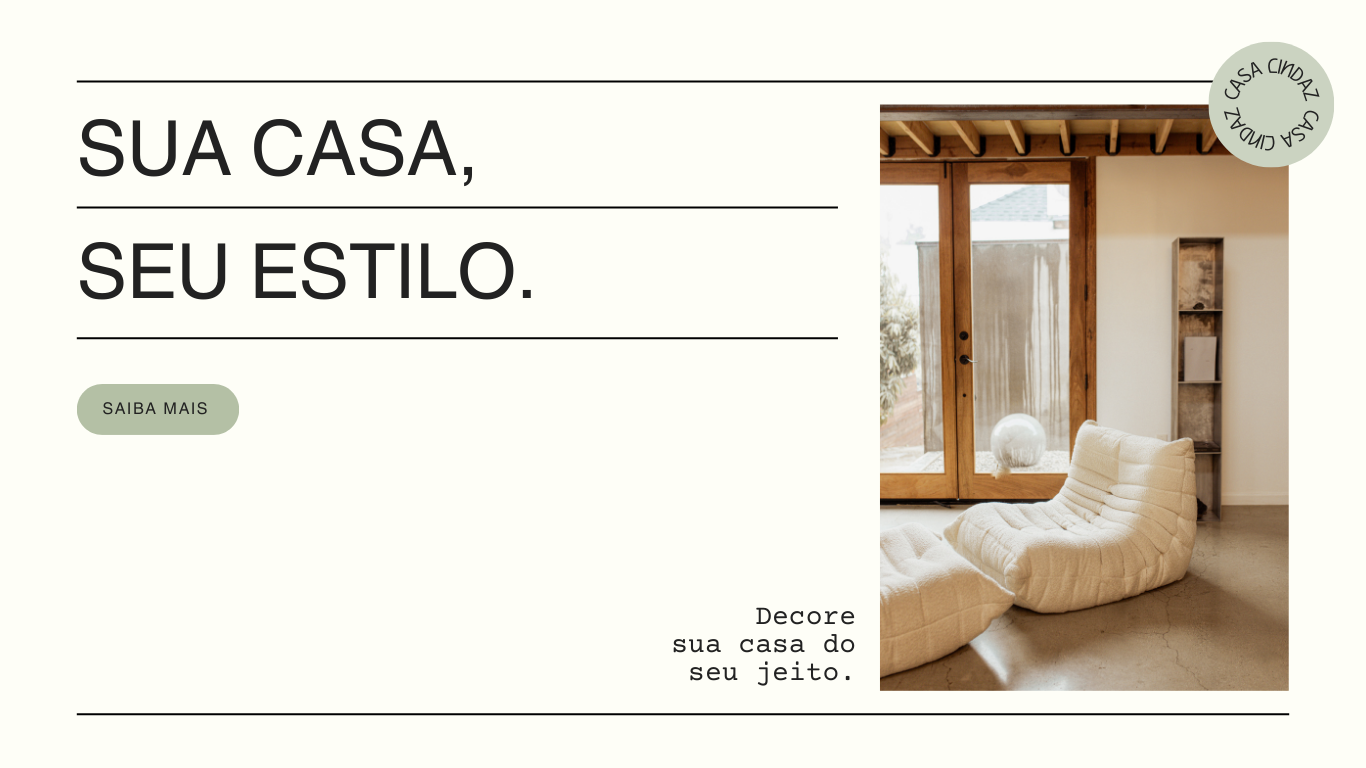 CASA CINDAZ CASA CINDAZ
SUA CASA,
SEU ESTILO.
SAIBA MAIS
Decore
sua casa do
seu jeito.